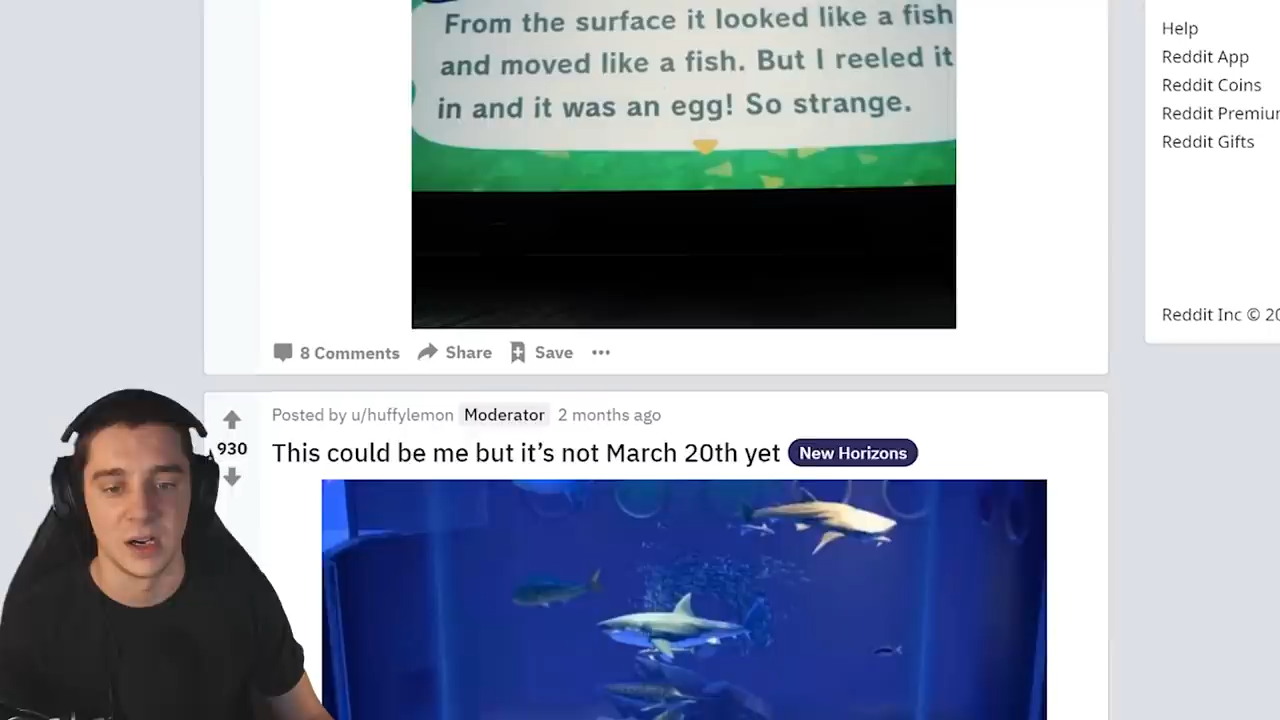 From the surface it looked like a fish
and moved like a fish. But I reeled it
in and it was an egg! So strange.
Help
Reddit App
Reddit Coins
Reddit Premium
Reddit Gifts
Reddit Inc © 20
8 Comments Share Save
Posted by u/huffylemon Moderator 2 months ago
930
This could be me but it's not March 20th yet New Horizons